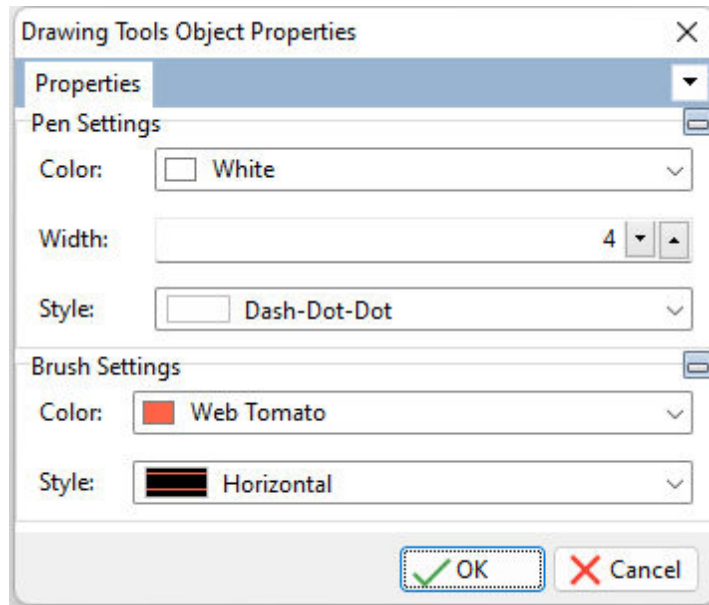 Drawing Tools Object Properties
Properties
Pen Settings
Color: White
Width: 4
Style: Dash-Dot-Dot
Brush Settings
Color: Web Tomato
Style: Horizontal
OK Cancel